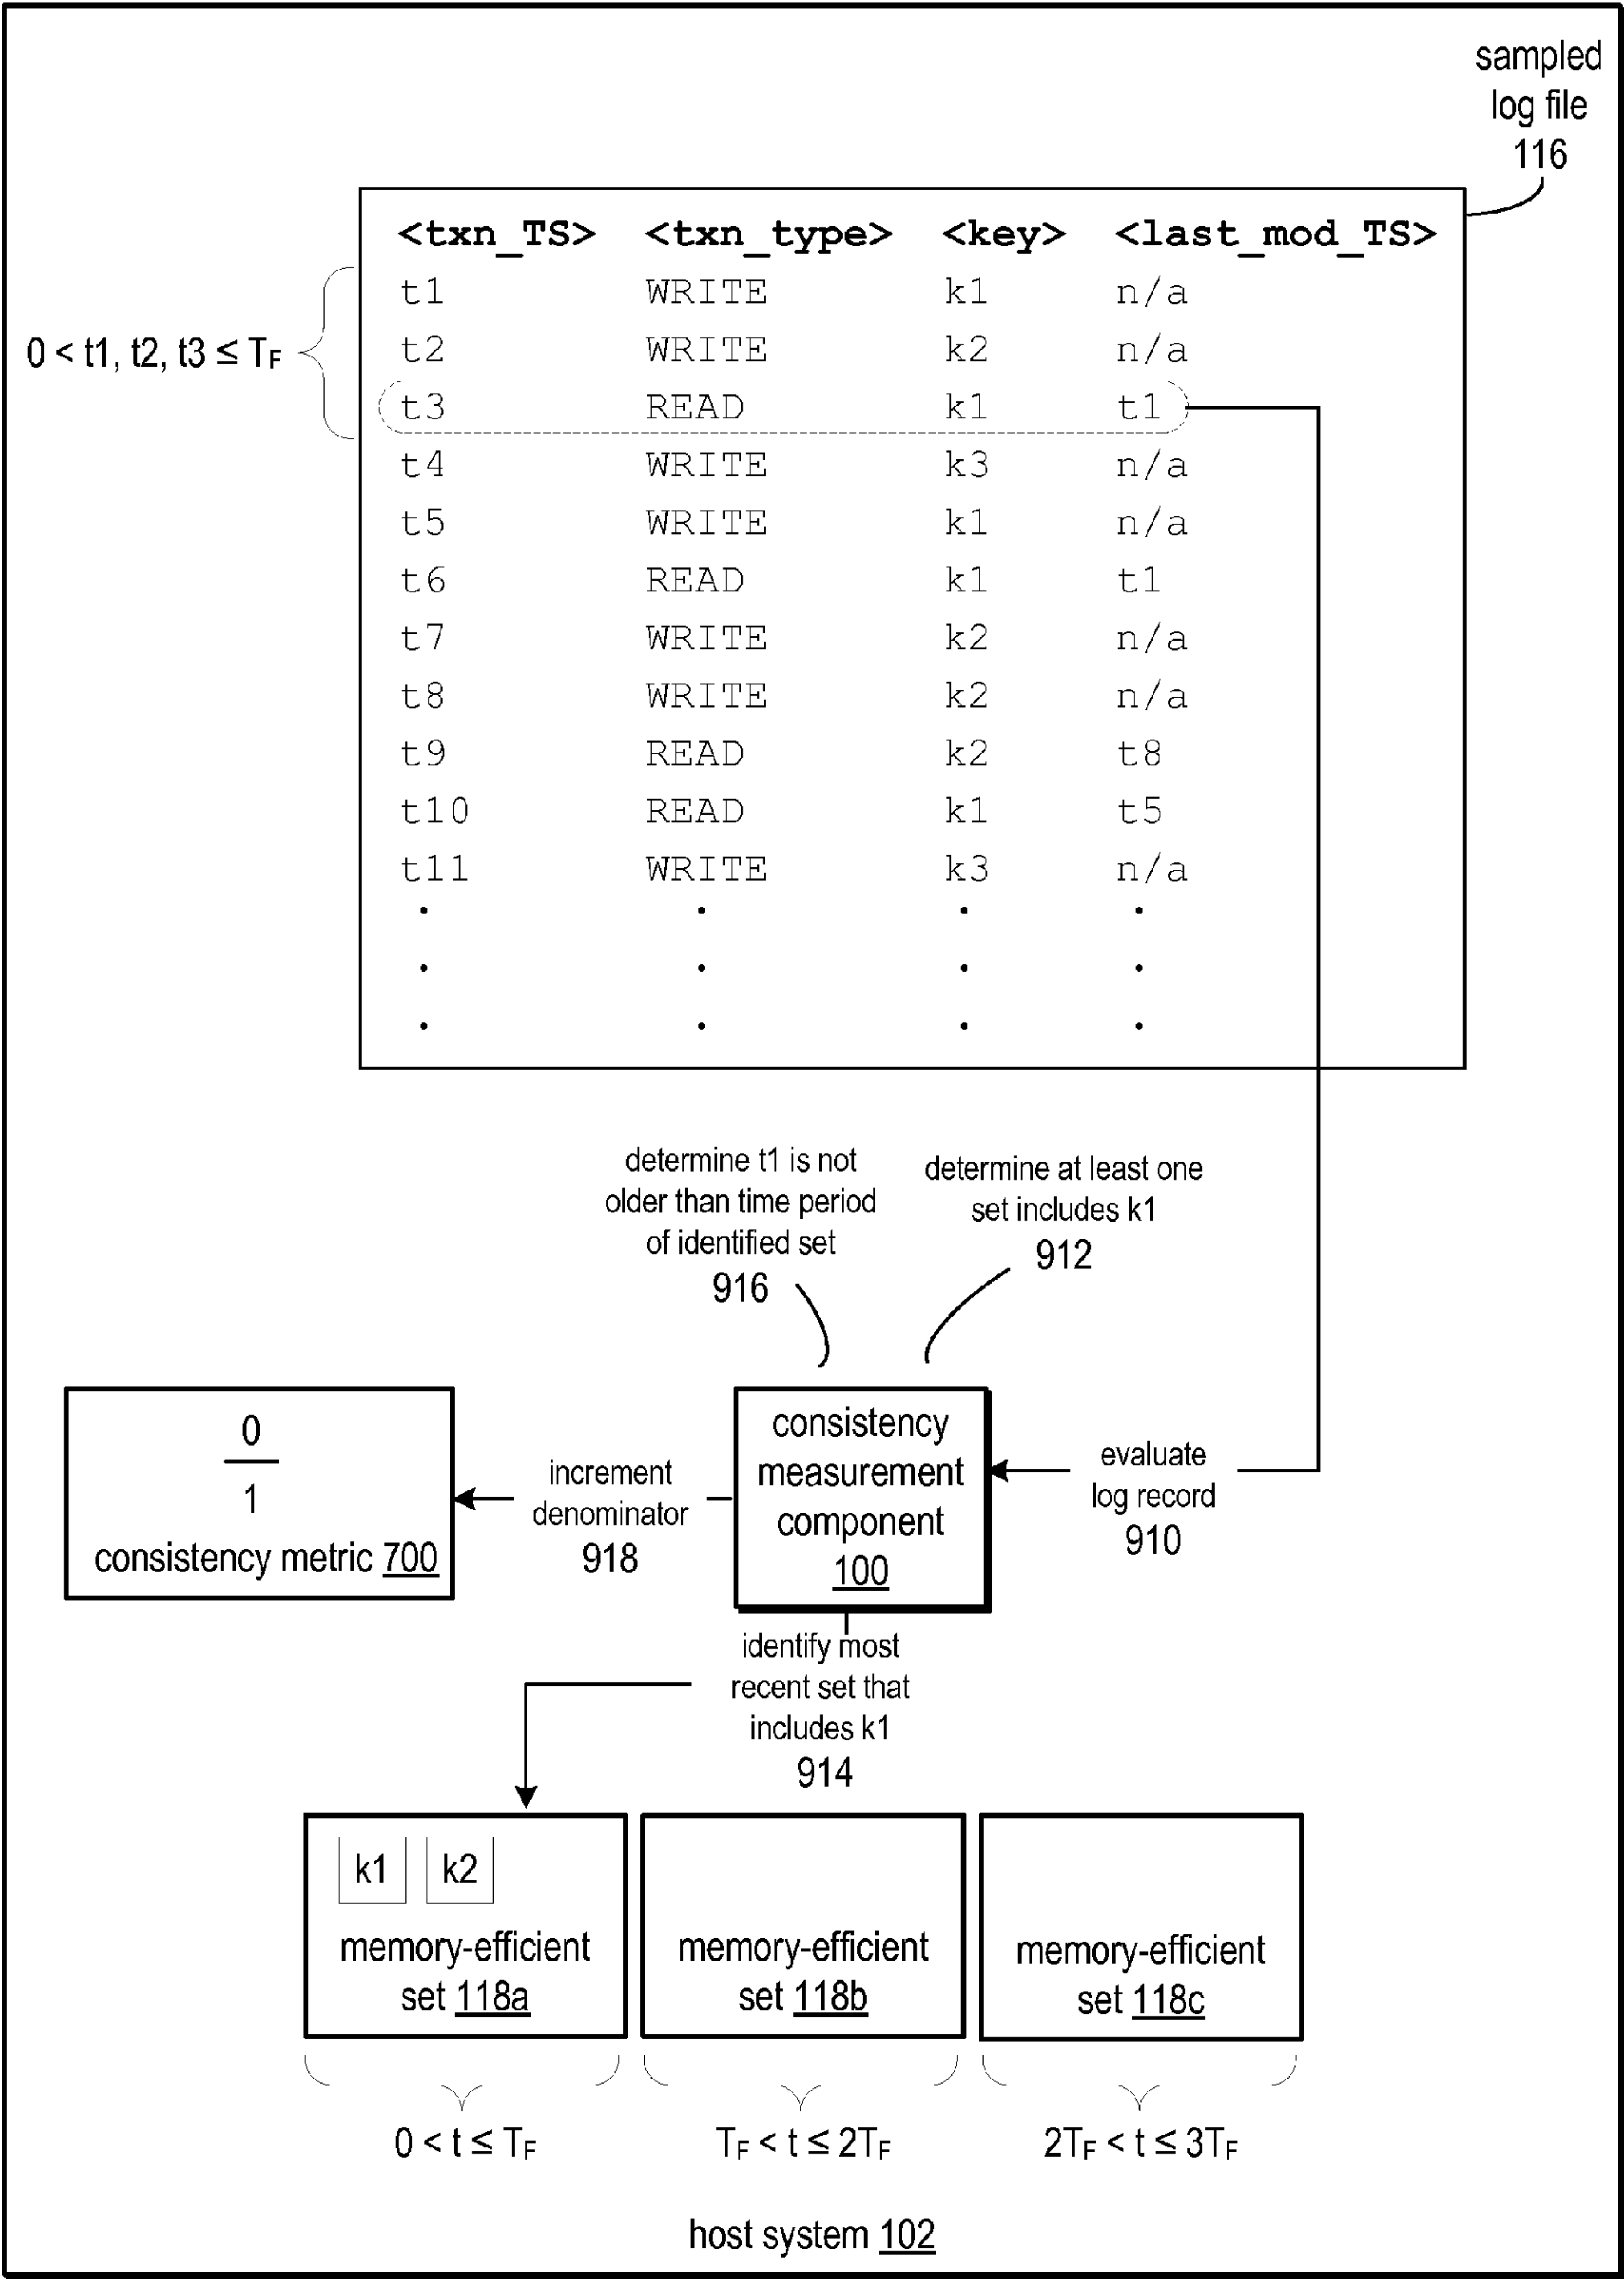 sampled
log file
116
<txn_TS> <txn_type> <key> <last_mod_TS>
t1 WRITE k1 n/a
0 < t1, t2, t3 ≤ TF
t2 WRITE k2 n/a
t3 READ k1 t1
t4 WRITE k3 n/a
t5 WRITE k1 n/a
t6 READ k1 t1
t7 WRITE k2 n/a
t8 WRITE k2 n/a
t9 READ k2 t8
t10 READ k1 t5
t11 WRITE k3 n/a
. . . .
. . . .
. . . .
determine t1 is not
older than time period
of identified set
916
determine at least one
set includes k1
912
0
1
consistency metric 700
increment
denominator
918
consistency
measurement
component
100
evaluate
log record
910
identify most
recent set that
includes k1
914
k1 k2
memory-efficient
set 118a
memory-efficient
set 118b
memory-efficient
set 118c
0 < t ≤ TF
TF < t ≤ 2TF
2TF < t ≤ 3TF
host system 102